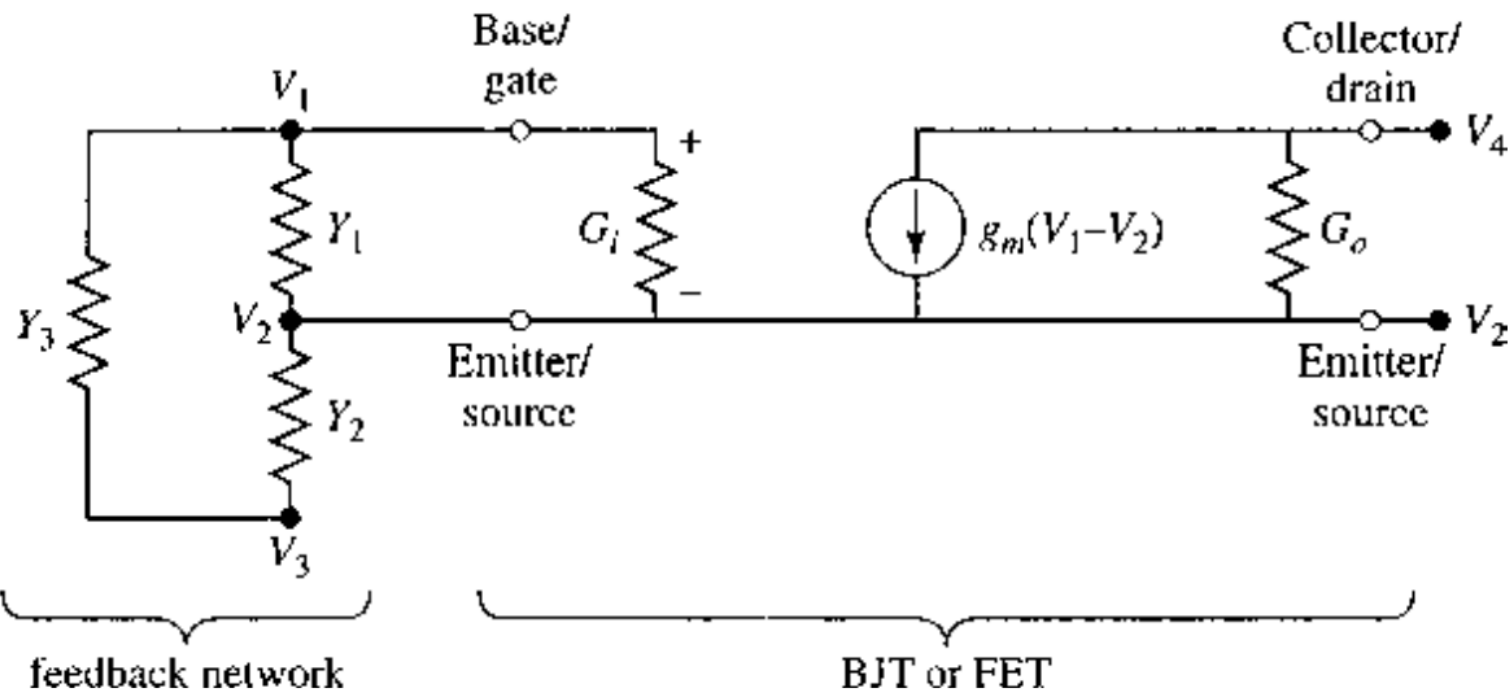 Base/
gate
Collector/
drain
V1
+
V4
Y1
Gi
gm(V1–V2)
Go
Y3
V2
–
V2
Emitter/
source
Emitter/
source
Y2
V3
feedback network
BJT or FET